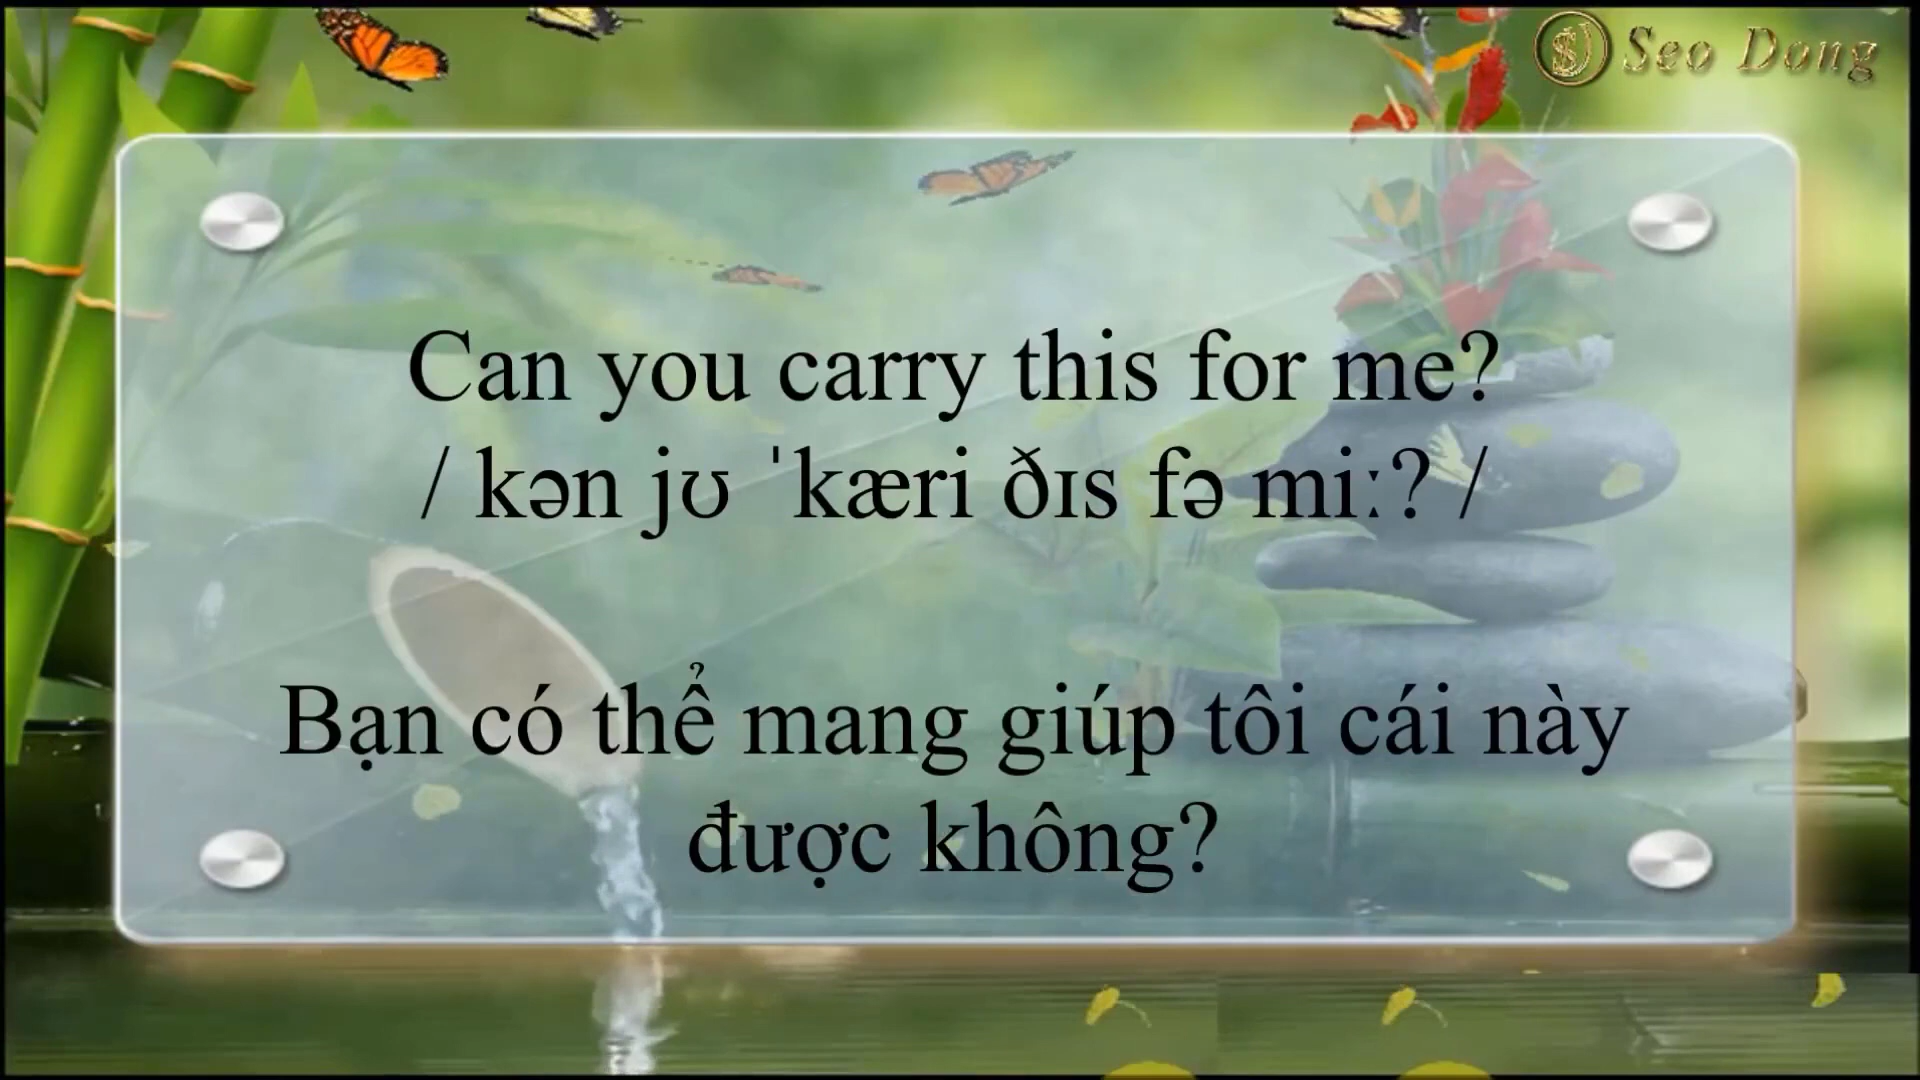 Seo Dong
Can you carry this for me?
/ kən jʊ ˈkæri ðɪs fə miː? /
Bạn có thể mang giúp tôi cái này
được không?